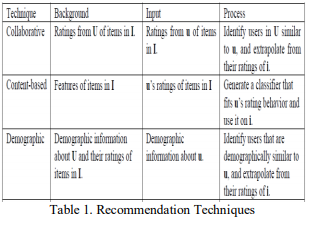 Technique Background Input Process
Collaborative Ratings from U of items in I. Ratings from u of items Identify users in U similar
in I. to u, and extrapolate from
their ratings of i.
Content-based Features of items in I u's ratings of items in I Generate a classifier that
fits u's rating behavior and
use it on i.
Demographic Demographic information Demographic Identify users that are
about U and their ratings of information about u. demographically similar to
items in I. u, and extrapolate from
their ratings of i.
Table 1. Recommendation Techniques